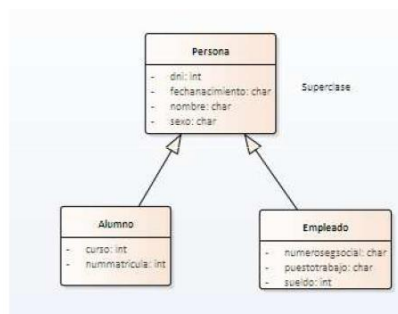 Persona
- dni: int
- fechanacimiento: char
- nombre: char
- sexo: char
Superclase
Alumno
- curso: int
- nummatricula: int
Empleado
- numerosegsocial: char
- puestotrabajo: char
- sueldo: int